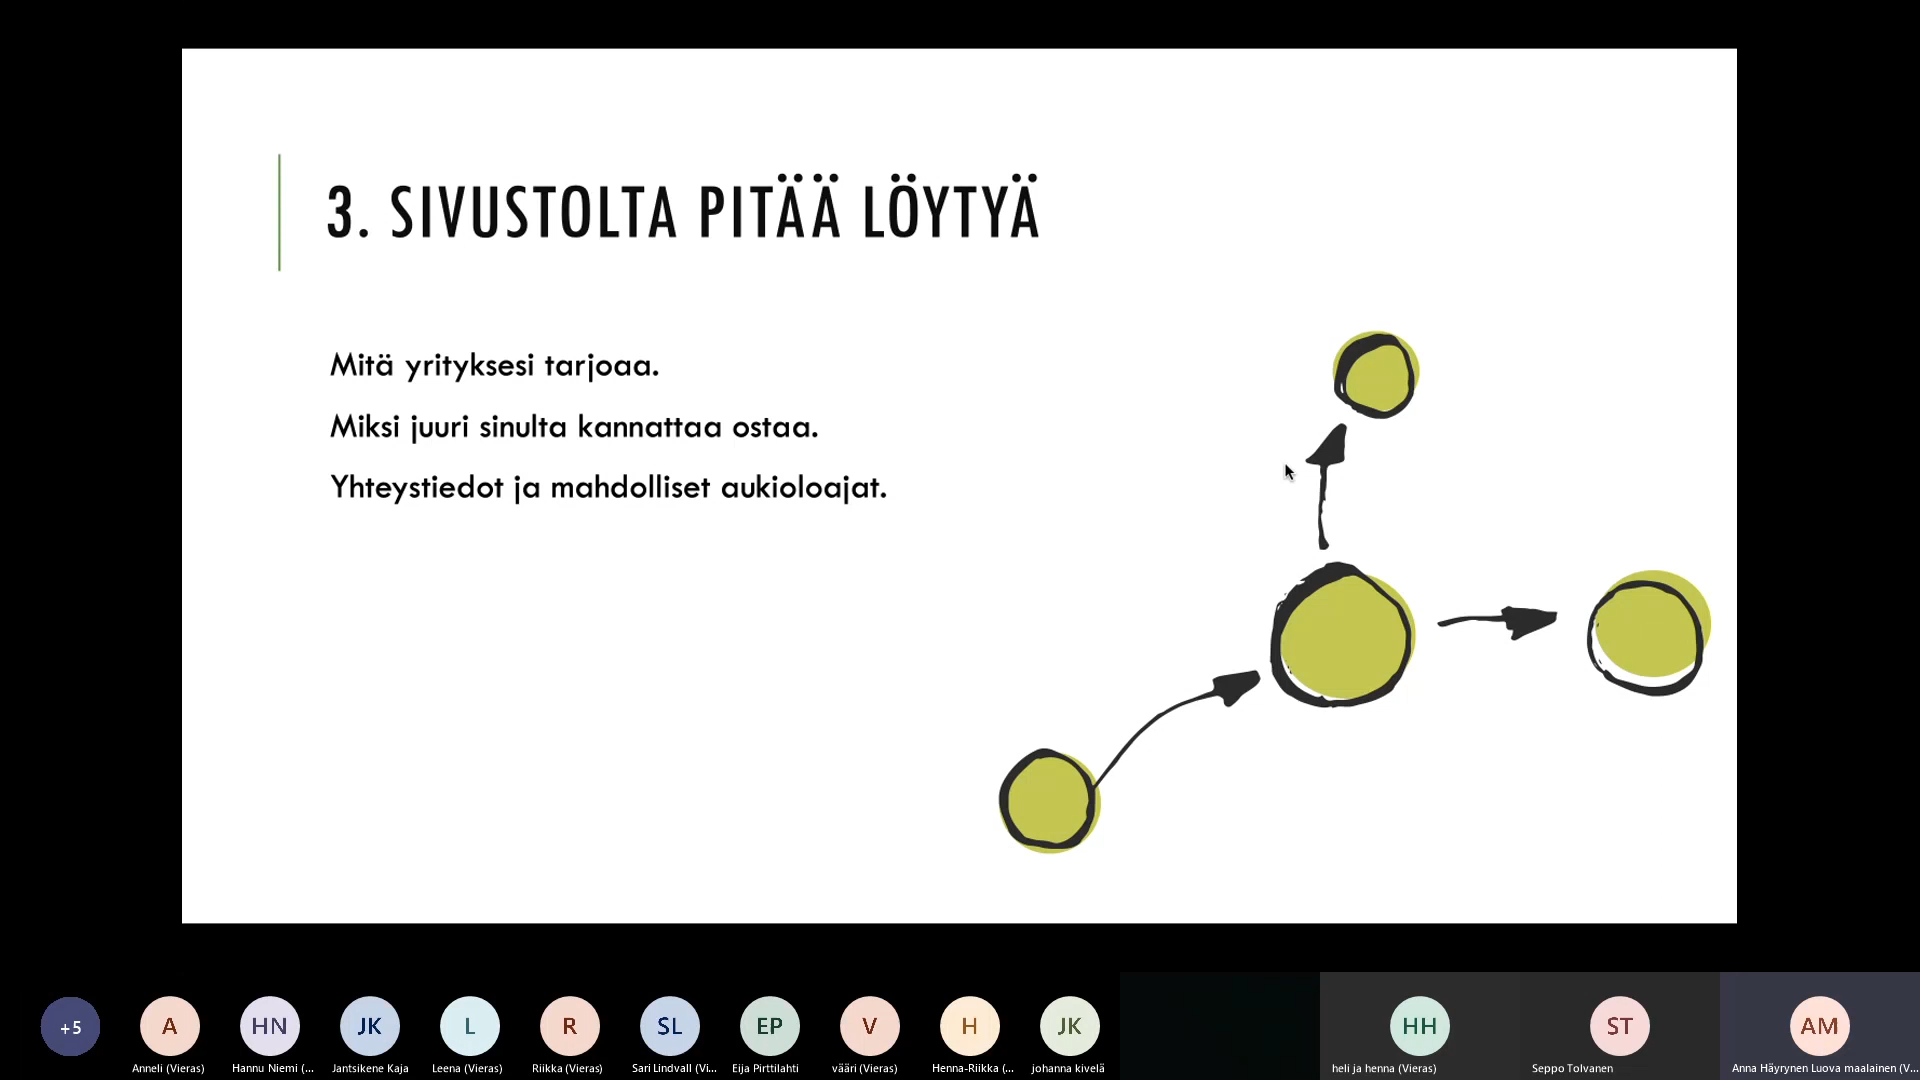 3. SIVUSTOLTA PITÄÄ LÖYTYÄ
Mitä yrityksesi tarjoaa.
Miksi juuri sinulta kannattaa ostaa.
Yhteystiedot ja mahdolliset aukioloajat.
+5
A
HN
JK
L
R
SL
EP
V
H
JK
HH
ST
AM
Anneli (Vieras)
Hannu Niemi (...
Jantsikene Kaja
Leena (Vieras)
Riikka (Vieras)
Sari Lindvall (Vi...
Eija Pirttilahti
vääri (Vieras)
Henna-Riikka (...
johanna kivelä
heli ja henna (Vieras)
Seppo Tolvanen
Anna Häyrynen Luova maalainen (V...